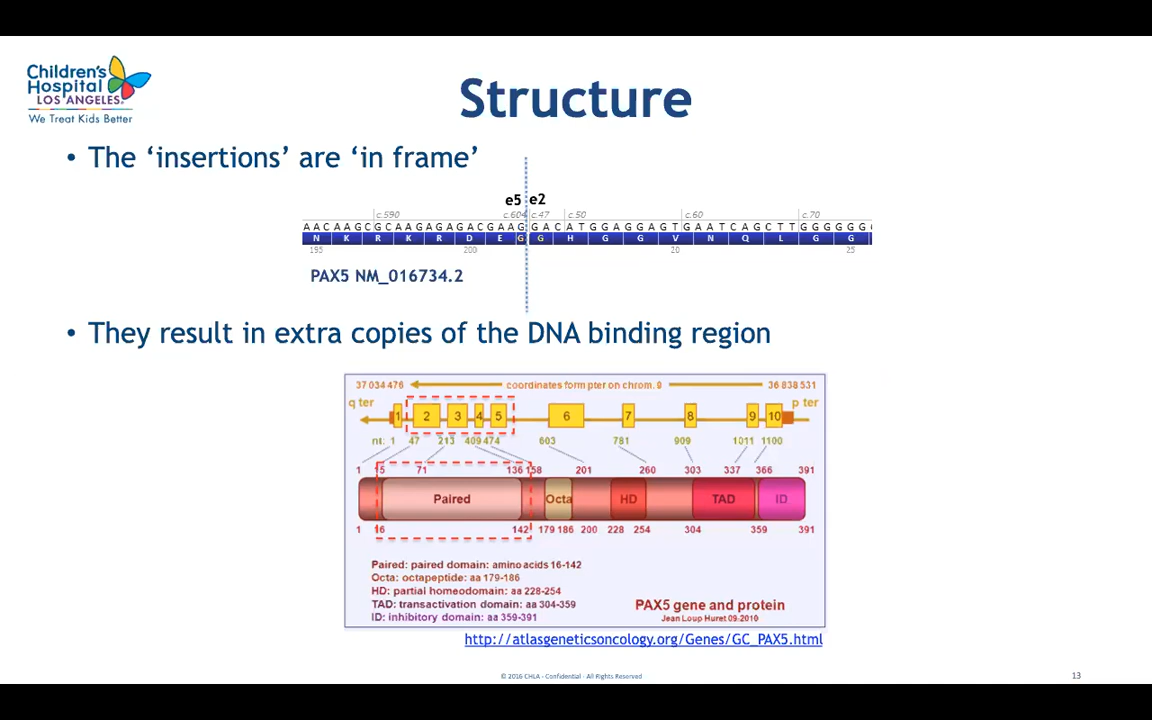 Children's
Hospital
LOS ANGELES®
We Treat Kids Better
Structure
• The ‘insertions’ are ‘in frame’
e5 e2
c.590 c.604 c.47 c.50 c.60 c.70
A A C A A G C G C A A G A G A G A C G A A G G A C A T G G A G G A G T G A A T C A G C T T G G G G G G
N K R K R D E G G H G G V N Q L G G
195 200 20 25
PAX5 NM_016734.2
• They result in extra copies of the DNA binding region
37 034 476 coordinates form pter on chrom. 9 36 838 531
q ter p ter
1 2 3 4 5 6 7 8 9 10
nt: 1 47 213 409 474 603 781 909 1011 1100
1 15 71 136 158 201 260 303 337 366 391
Paired Octa HD TAD ID
1 16 142 179 186 200 228 254 304 359 391
Paired: paired domain: amino acids 16-142
Octa: octapeptide: aa 179-186
HD: partial homeodomain: aa 228-254
TAD: transactivation domain: aa 304-359
ID: inhibitory domain: aa 359-391
PAX5 gene and protein
Jean Loup Huret 09-2010
http://atlasgeneticsoncology.org/Genes/GC_PAX5.html
© 2016 CHLA - Confidential - All Rights Reserved
13